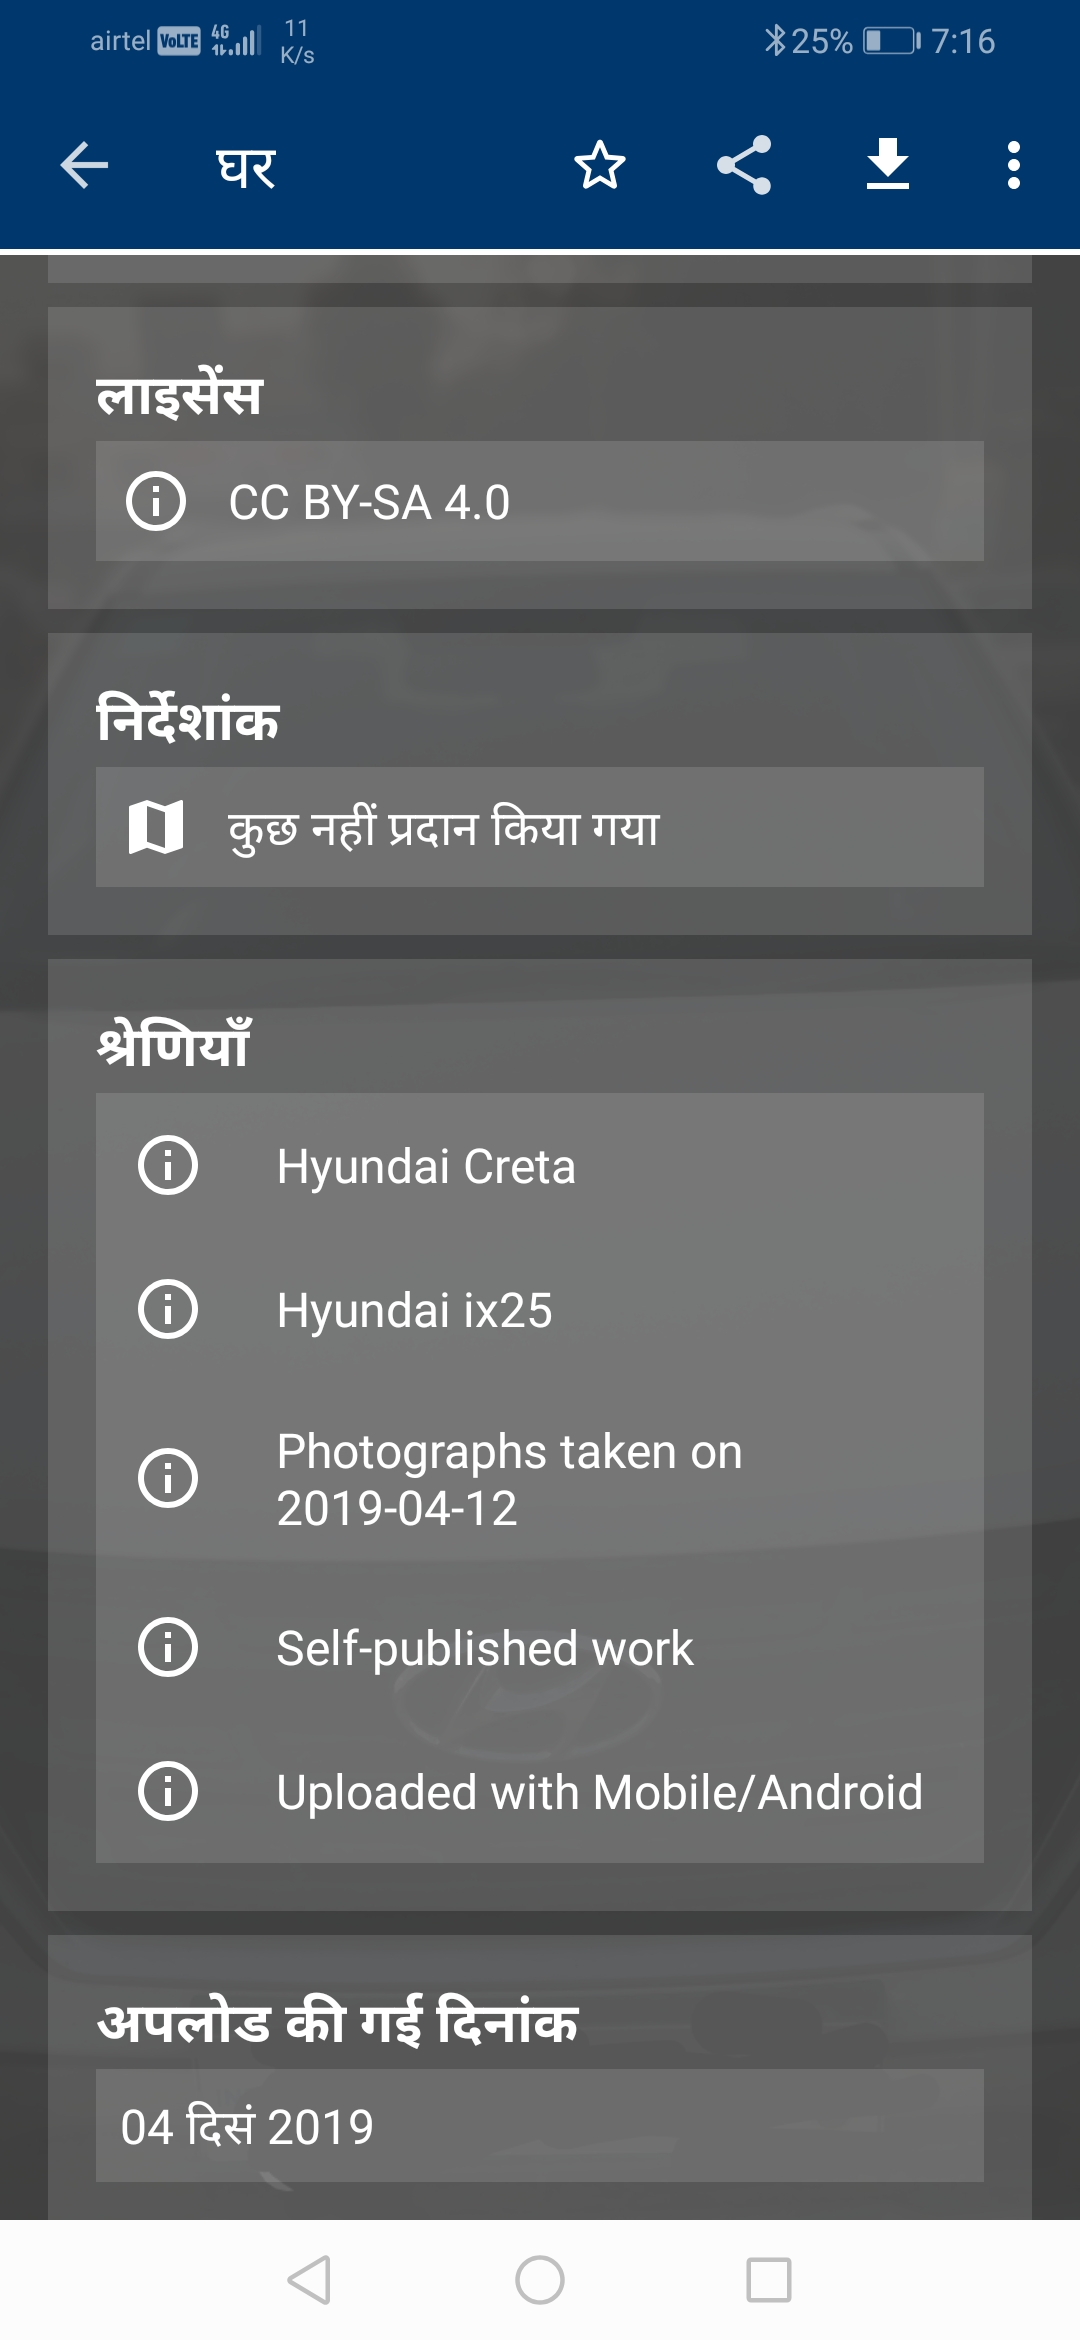 airtel VoLTE 4G 11 K/s 25% 7:16
घर
लाइसेंस
CC BY-SA 4.0
निर्देशांक
कुछ नहीं प्रदान किया गया
श्रेणियाँ
Hyundai Creta
Hyundai ix25
Photographs taken on
2019-04-12
Self-published work
Uploaded with Mobile/Android
अपलोड की गई दिनांक
04 दिसं 2019